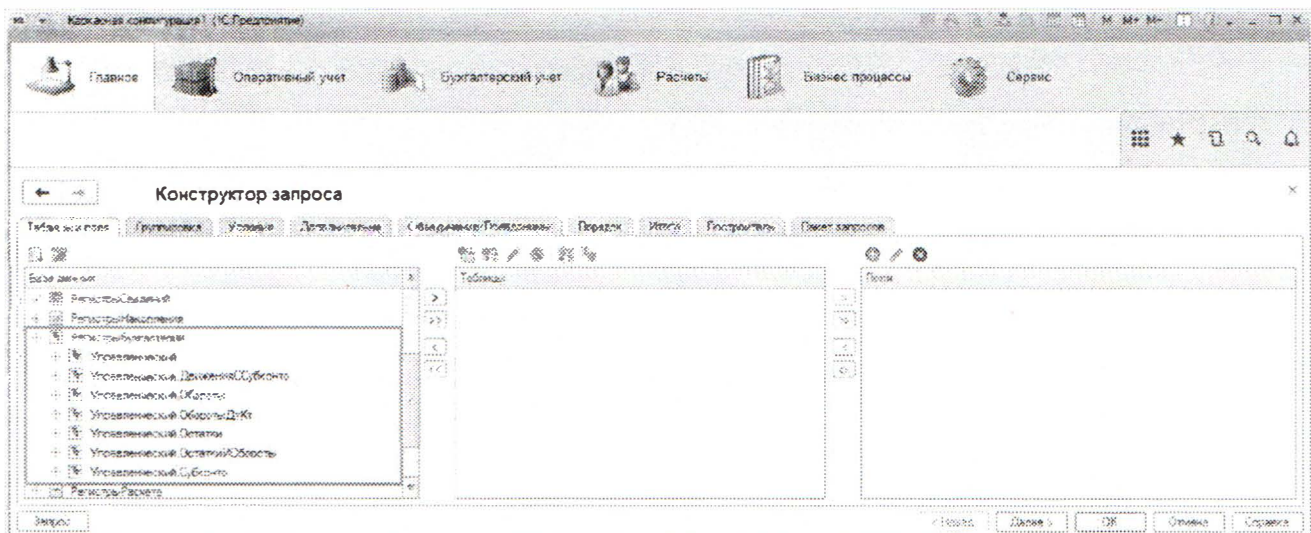 Каркасная конфигурация1 (1С:Предприятие)
M M+ M-
Главное
Оперативный учет
Бухгалтерский учет
Расчеты
Бизнес процессы
Сервис
Конструктор запроса
Таблицы и поля
Группировка
Условия
Дополнительно
Объединения/Псевдонимы
Порядок
Итоги
Построитель
Пакет запросов
База данных
Таблицы
Поля
РегистрыСведений
РегистрыНакопления
РегистрыБухгалтерии
Управленческий
Управленческий.ДвиженияССубконто
Управленческий.Обороты
Управленческий.ОборотыДтКт
Управленческий.Остатки
Управленческий.ОстаткиИОбороты
Управленческий.Субконто
РегистрыРасчета
Запрос
< Назад
Далее >
ОК
Отмена
Справка